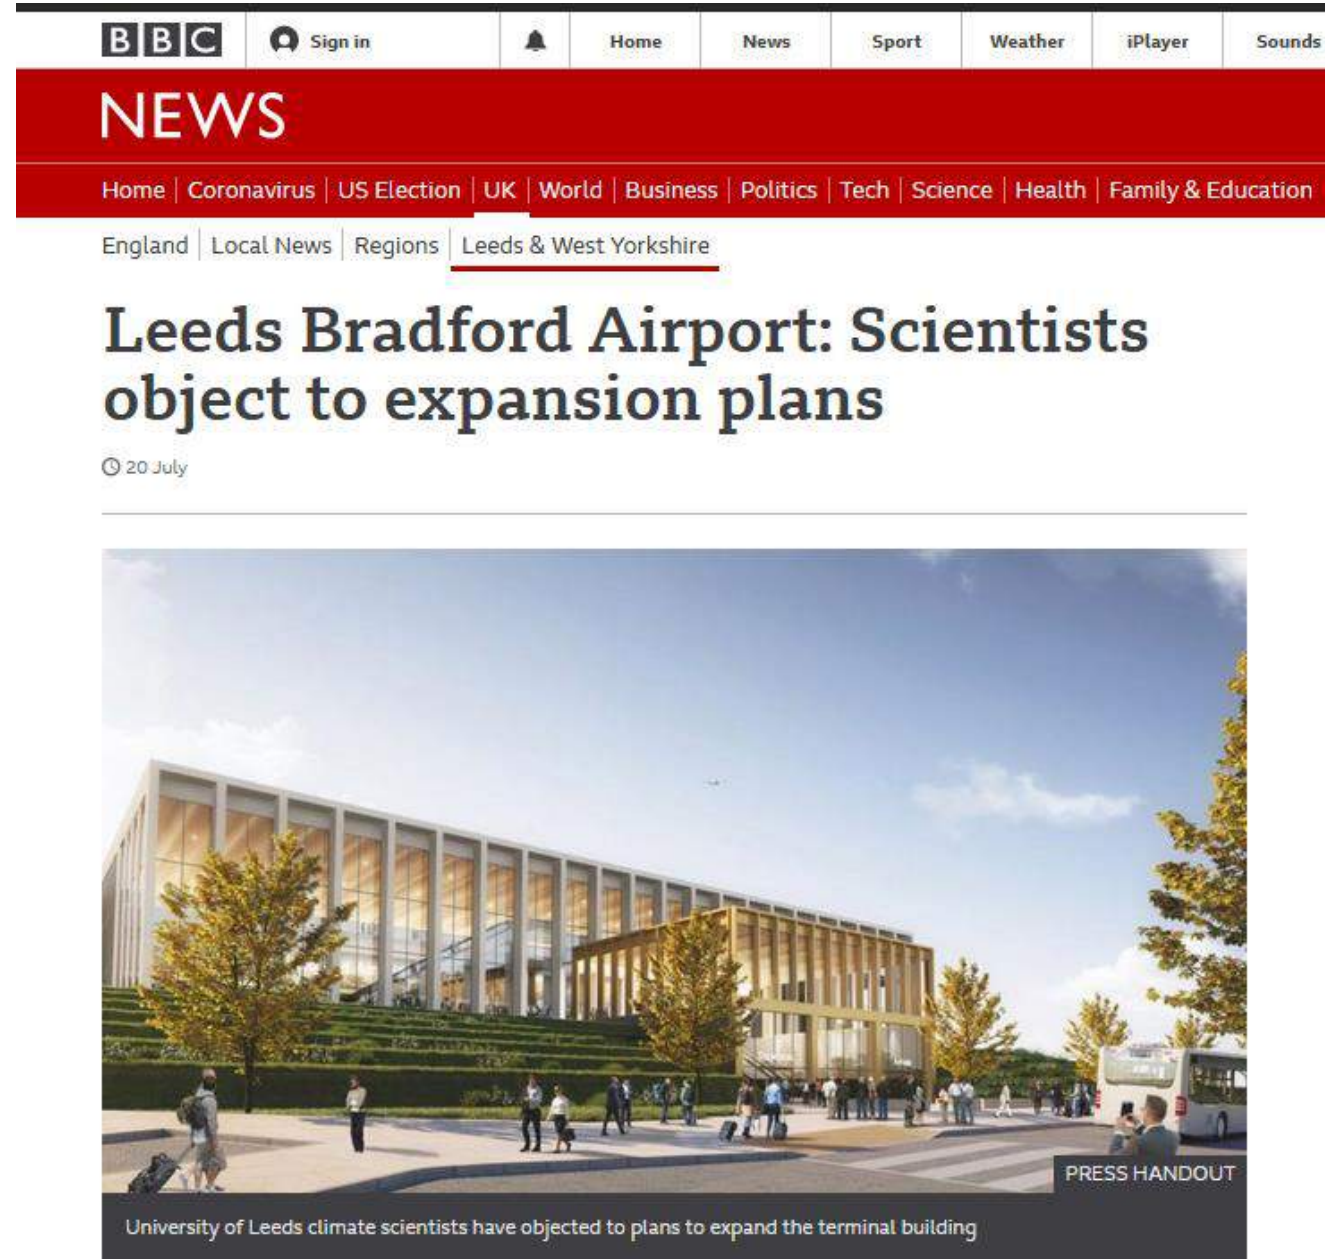 BBC Sign in Home News Sport Weather iPlayer Sounds
NEWS
Home Coronavirus US Election UK World Business Politics Tech Science Health Family & Education
England Local News Regions Leeds & West Yorkshire
Leeds Bradford Airport: Scientists
object to expansion plans
20 July
PRESS HANDOUT
University of Leeds climate scientists have objected to plans to expand the terminal building